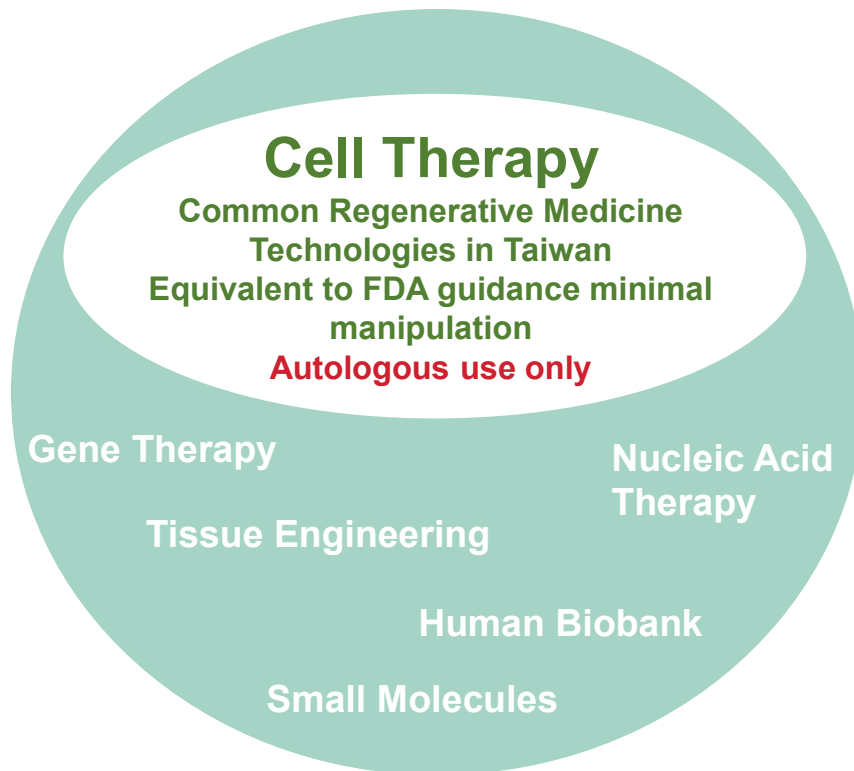 Cell Therapy
Common Regenerative Medicine
Technologies in Taiwan
Equivalent to FDA guidance minimal
manipulation
Autologous use only
Gene Therapy
Nucleic Acid
Therapy
Tissue Engineering
Human Biobank
Small Molecules